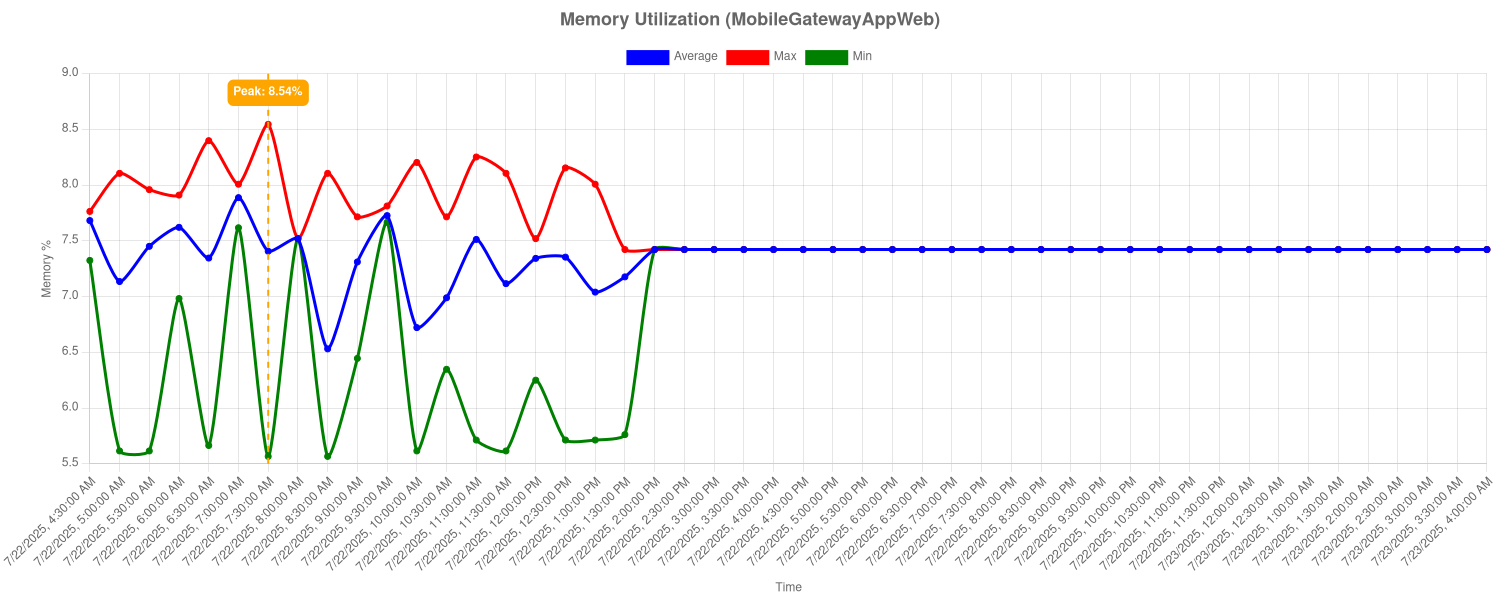 Memory Utilization (MobileGatewayAppWeb)
Average
Max
Min
Peak: 8.54%
9.0
8.5
8.0
7.5
7.0
6.5
6.0
5.5
Memory %
7/22/2025, 4:30:00 AM
7/22/2025, 5:00:00 AM
7/22/2025, 5:30:00 AM
7/22/2025, 6:00:00 AM
7/22/2025, 6:30:00 AM
7/22/2025, 7:00:00 AM
7/22/2025, 7:30:00 AM
7/22/2025, 8:00:00 AM
7/22/2025, 8:30:00 AM
7/22/2025, 9:00:00 AM
7/22/2025, 9:30:00 AM
7/22/2025, 10:00:00 AM
7/22/2025, 10:30:00 AM
7/22/2025, 11:00:00 AM
7/22/2025, 11:30:00 AM
7/22/2025, 12:00:00 PM
7/22/2025, 12:30:00 PM
7/22/2025, 1:00:00 PM
7/22/2025, 1:30:00 PM
7/22/2025, 2:00:00 PM
7/22/2025, 2:30:00 PM
7/22/2025, 3:00:00 PM
7/22/2025, 3:30:00 PM
7/22/2025, 4:00:00 PM
7/22/2025, 4:30:00 PM
7/22/2025, 5:00:00 PM
7/22/2025, 5:30:00 PM
7/22/2025, 6:00:00 PM
7/22/2025, 6:30:00 PM
7/22/2025, 7:00:00 PM
7/22/2025, 7:30:00 PM
7/22/2025, 8:00:00 PM
7/22/2025, 8:30:00 PM
7/22/2025, 9:00:00 PM
7/22/2025, 9:30:00 PM
7/22/2025, 10:00:00 PM
7/22/2025, 10:30:00 PM
7/22/2025, 11:00:00 PM
7/22/2025, 11:30:00 PM
7/23/2025, 12:00:00 AM
7/23/2025, 12:30:00 AM
7/23/2025, 1:00:00 AM
7/23/2025, 1:30:00 AM
7/23/2025, 2:00:00 AM
7/23/2025, 2:30:00 AM
7/23/2025, 3:00:00 AM
7/23/2025, 3:30:00 AM
7/23/2025, 4:00:00 AM
Time